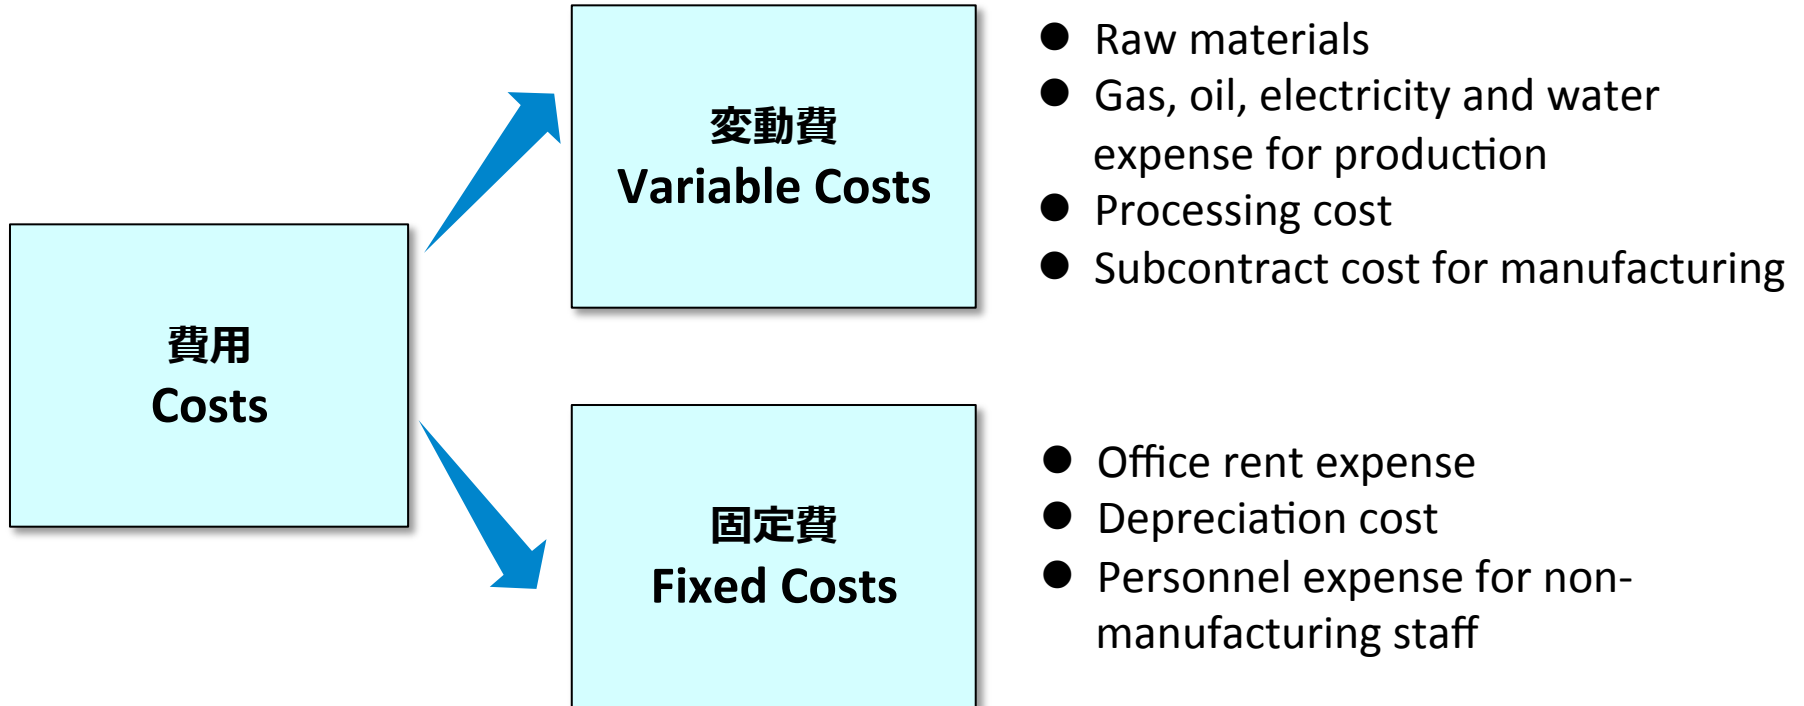 変動費
Variable Costs
● Raw materials
● Gas, oil, electricity and water
expense for production
● Processing cost
● Subcontract cost for manufacturing
費用
Costs
固定費
Fixed Costs
● Office rent expense
● Depreciation cost
● Personnel expense for non-
manufacturing staff